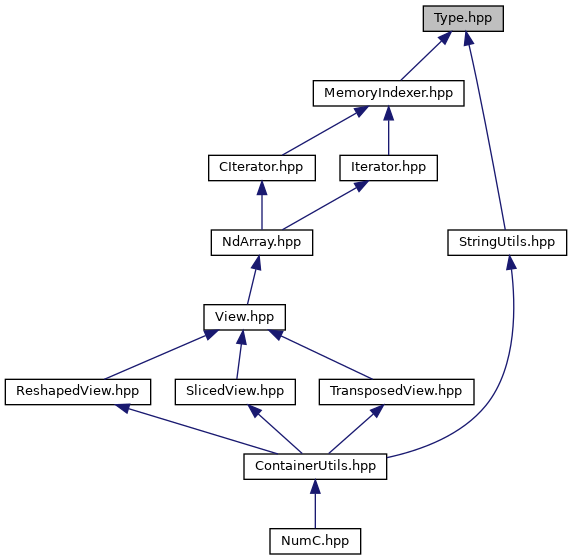 Type.hpp
MemoryIndexer.hpp
CIterator.hpp
Iterator.hpp
NdArray.hpp
StringUtils.hpp
View.hpp
ReshapedView.hpp
SlicedView.hpp
TransposedView.hpp
ContainerUtils.hpp
NumC.hpp